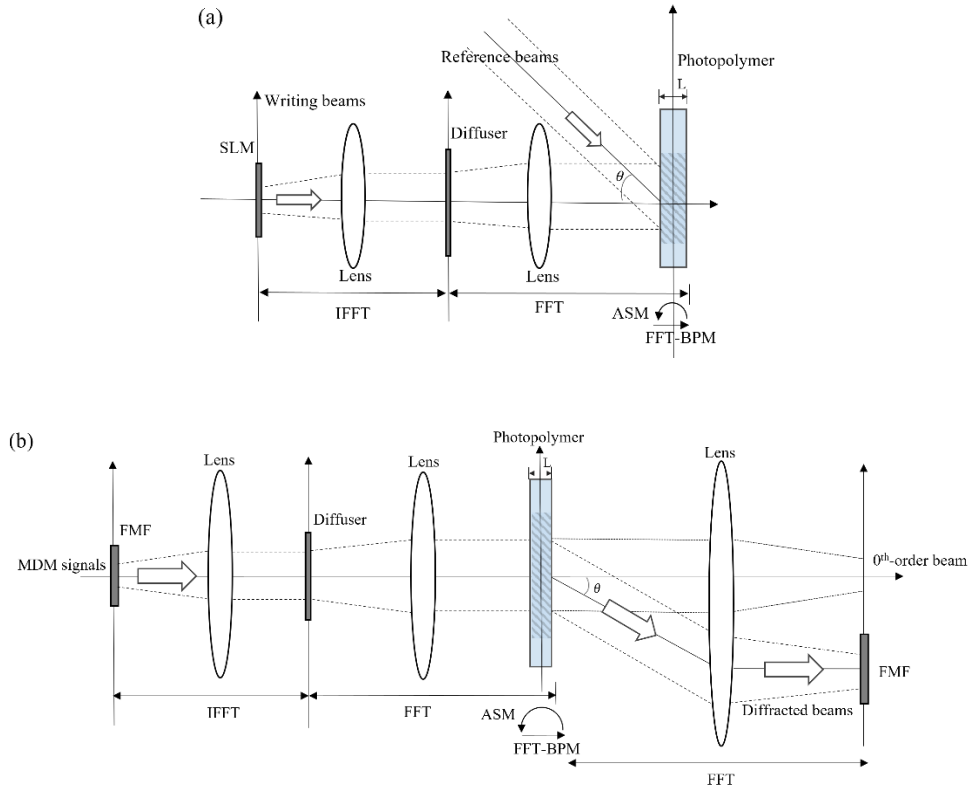 (a)
Reference beams
Photopolymer
L
Writing beams
SLM
Diffuser
θ
Lens
Lens
IFFT
FFT
ASM
FFT-BPM
(b)
Photopolymer
L
Lens
Lens
Lens
Diffuser
FMF
MDM signals
0th-order beam
θ
FMF
Diffracted beams
IFFT
FFT
ASM
FFT-BPM
FFT